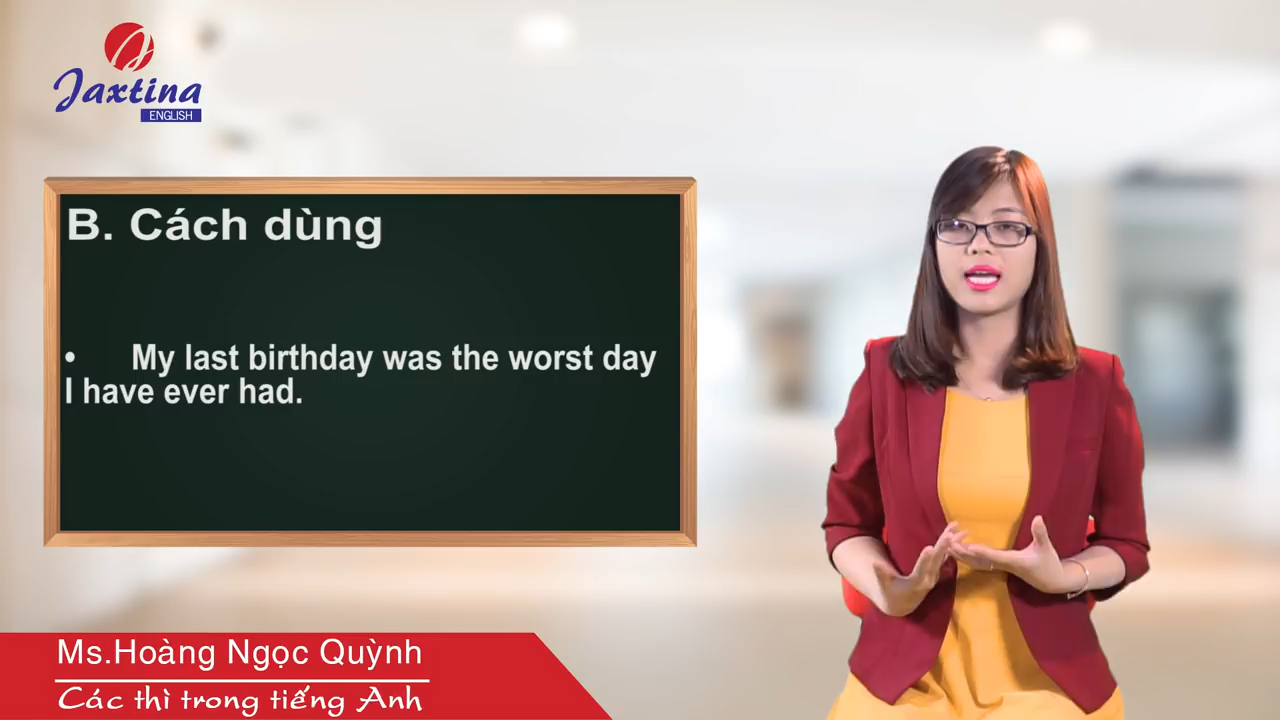 Jaxtina
ENGLISH
B. Cách dùng
• My last birthday was the worst day
I have ever had.
Ms.Hoàng Ngọc Quỳnh
Các thì trong tiếng Anh